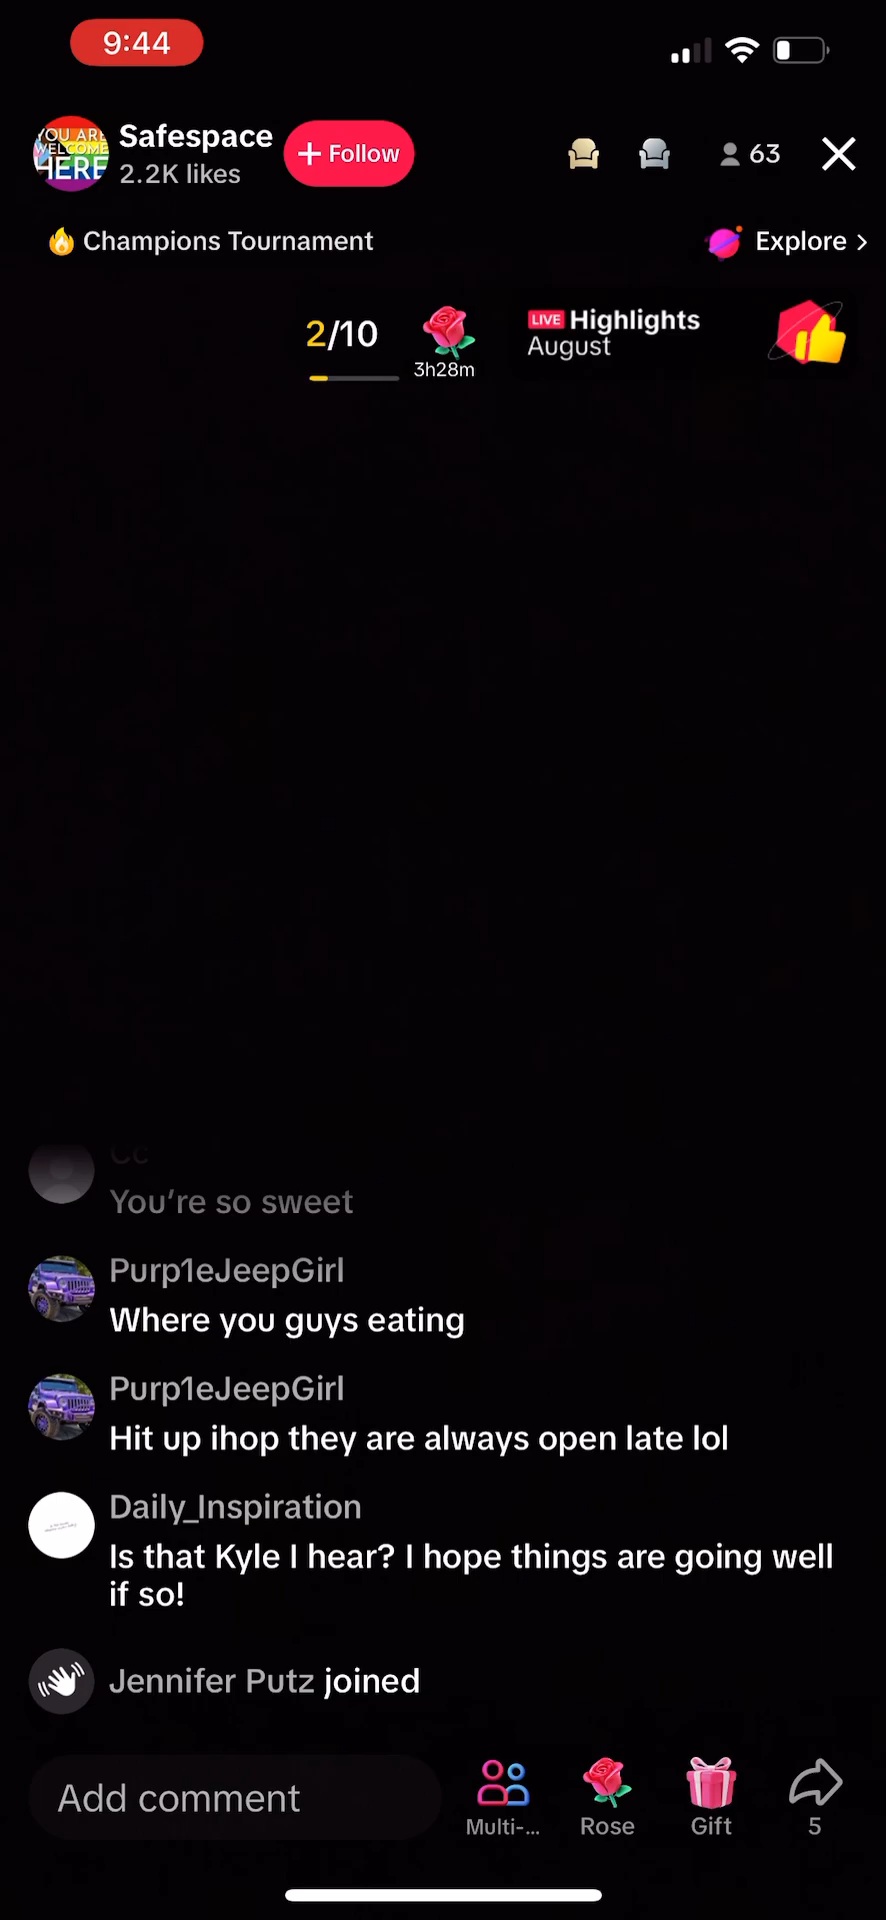 9:44
YOU ARE
WELCOME
HERE
Safespace
2.2K likes
+ Follow
63
Champions Tournament
Explore >
2/10
3h28m
LIVE Highlights
August
Cc
You're so sweet
Purp1eJeepGirl
Where you guys eating
Purp1eJeepGirl
Hit up ihop they are always open late lol
Daily_Inspiration
Is that Kyle I hear? I hope things are going well
if so!
Jennifer Putz joined
Add comment
Multi-...
Rose
Gift
5